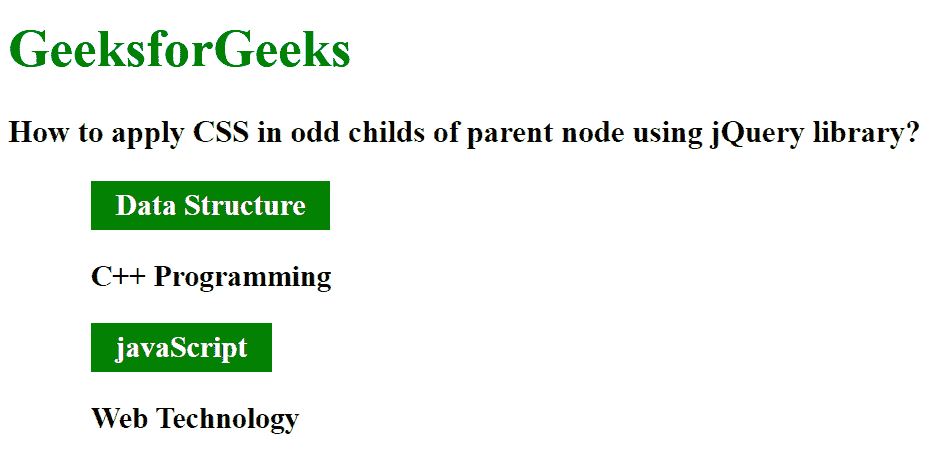 GeeksforGeeks
How to apply CSS in odd childs of parent node using jQuery library?
Data Structure
C++ Programming
javaScript
Web Technology